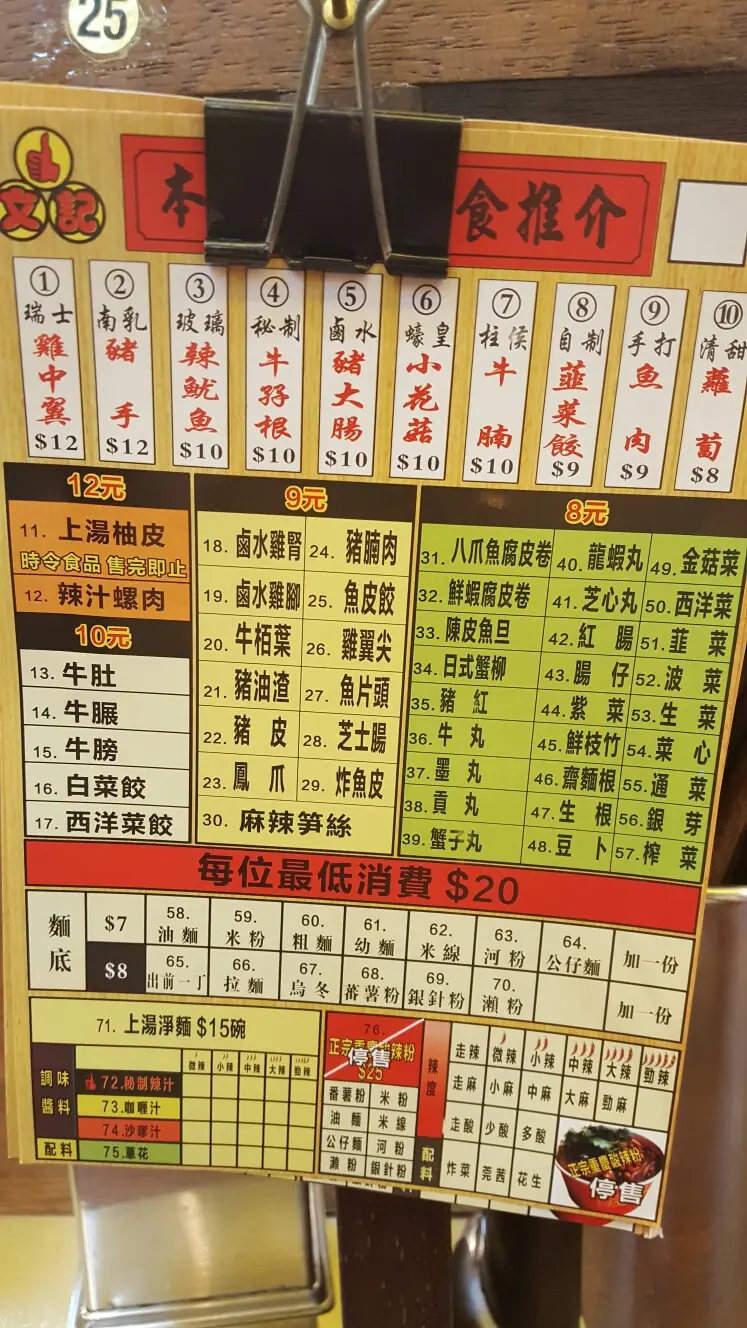 25
文記
本 食推介
① 瑞士 雞中翼 $12
② 南乳 豬手 $12
③ 玻璃 辣魷魚 $10
④ 秘制 牛孖根 $10
⑤ 鹵水 豬大腸 $10
⑥ 蠔皇 小花菇 $10
⑦ 柱侯 牛腩 $10
⑧ 自制 韮菜餃 $9
⑨ 手打 魚肉 $9
⑩ 清甜 蘿蔔 $8
12元
11. 上湯柚皮
時令食品 售完即止
12. 辣汁螺肉
10元
13. 牛肚
14. 牛𦟌
15. 牛膀
16. 白菜餃
17. 西洋菜餃
9元
18. 鹵水雞腎 24. 豬腩肉
19. 鹵水雞腳 25. 魚皮餃
20. 牛栢葉 26. 雞翼尖
21. 豬油渣 27. 魚片頭
22. 豬皮 28. 芝士腸
23. 鳳爪 29. 炸魚皮
30. 麻辣笋絲
8元
31. 八爪魚腐皮卷 40. 龍蝦丸 49. 金菇菜
32. 鮮蝦腐皮卷 41. 芝心丸 50. 西洋菜
33. 陳皮魚旦 42. 紅腸 51. 韮菜
34. 日式蟹柳 43. 腸仔 52. 波菜
35. 豬紅 44. 紫菜 53. 生菜
36. 牛丸 45. 鮮枝竹 54. 菜心
37. 墨丸 46. 齋麵根 55. 通菜
38. 貢丸 47. 生根 56. 銀芽
39. 蟹子丸 48. 豆卜 57. 榨菜
每位最低消費 $20
麵底
$7 58. 油麵 59. 米粉 60. 粗麵 61. 幼麵 62. 米線 63. 河粉 64. 公仔麵 加一份
$8 65. 出前一丁 66. 拉麵 67. 烏冬 68. 蕃薯粉 69. 銀針粉 70. 瀨粉 加一份
71. 上湯淨麵 $15碗
微辣 小辣 中辣 大辣 勁辣
調味醬料
72.秘制辣汁
73.咖喱汁
74.沙嗲汁
配料 75.蔥花
76.
正宗重慶酸辣粉
停售
$25
番薯粉 米粉
油麵 米線
公仔麵 河粉
瀨粉 銀針粉
辣度
走辣 微辣 小辣 中辣 大辣 勁辣
走麻 小麻 中麻 大麻 勁麻
走酸 少酸 多酸
配料
炸菜 莞茜 花生
正宗重慶酸辣粉
停售